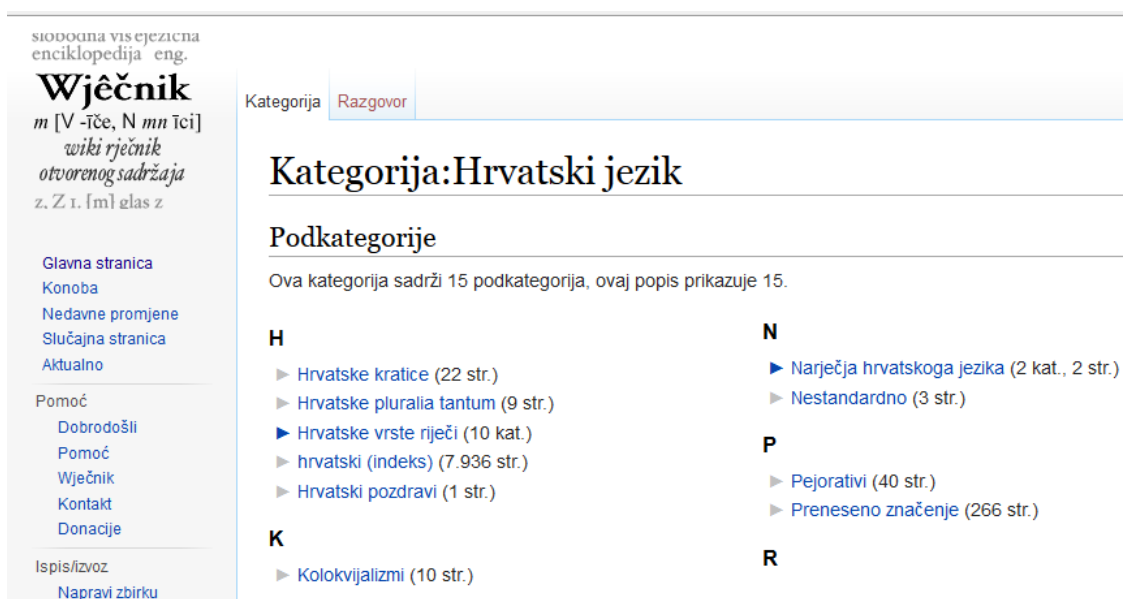 slobodna višejezična
enciklopedija eng.
Wjêčnik
m [V -īče, N mn īci]
wiki rječnik
otvorenog sadržaja
z, Z 1. [m] glas z
Glavna stranica
Konoba
Nedavne promjene
Slučajna stranica
Aktualno
Pomoć
Dobrodošli
Pomoć
Wječnik
Kontakt
Donacije
Ispis/izvoz
Napravi zbirku
Kategorija Razgovor
Kategorija:Hrvatski jezik
Podkategorije
Ova kategorija sadrži 15 podkategorija, ovaj popis prikazuje 15.
H
Hrvatske kratice (22 str.)
Hrvatske pluralia tantum (9 str.)
Hrvatske vrste riječi (10 kat.)
hrvatski (indeks) (7.936 str.)
Hrvatski pozdravi (1 str.)
K
Kolokvijalizmi (10 str.)
N
Narječja hrvatskoga jezika (2 kat., 2 str.)
Nestandardno (3 str.)
P
Pejorativi (40 str.)
Preneseno značenje (266 str.)
R